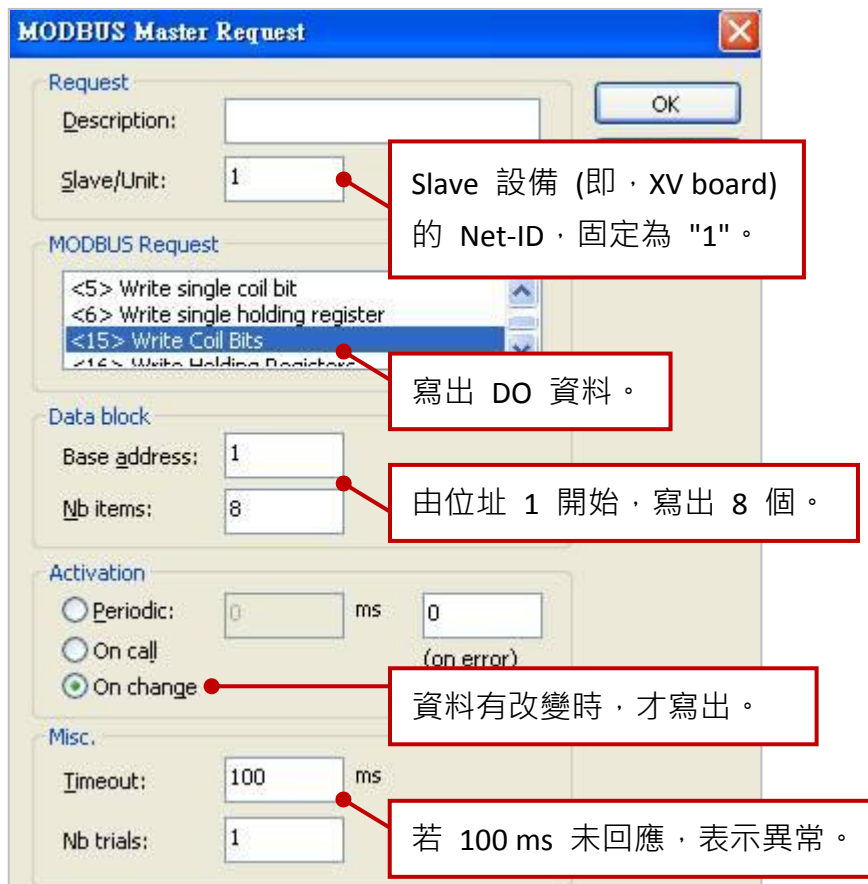 MODBUS Master Request
Request
OK
Description:
Slave/Unit:
1
Slave 設備 (即，XV board)
的 Net-ID，固定為 "1"。
MODBUS Request
<5> Write single coil bit
<6> Write single holding register
<15> Write Coil Bits
<16> Write Holding Registers
寫出 DO 資料。
Data block
Base address:
1
Nb items:
8
由位址 1 開始，寫出 8 個。
Activation
Periodic:
0
ms
0
On call
(on error)
On change
資料有改變時，才寫出。
Misc.
Timeout:
100
ms
Nb trials:
1
若 100 ms 未回應，表示異常。